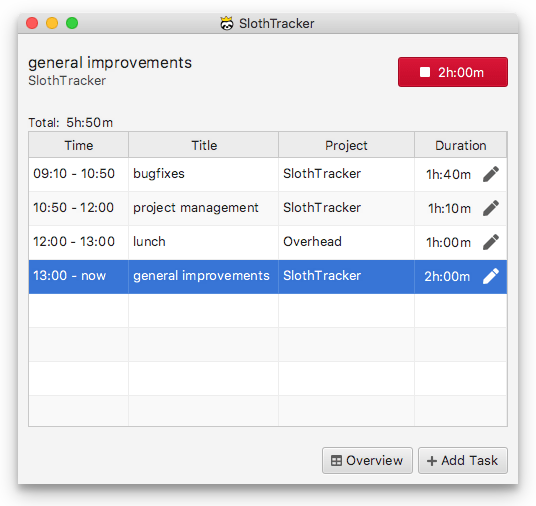 SlothTracker
general improvements
SlothTracker
2h:00m
Total: 5h:50m
Time Title Project Duration
09:10 - 10:50 bugfixes SlothTracker 1h:40m
10:50 - 12:00 project management SlothTracker 1h:10m
12:00 - 13:00 lunch Overhead 1h:00m
13:00 - now general improvements SlothTracker 2h:00m
Overview Add Task